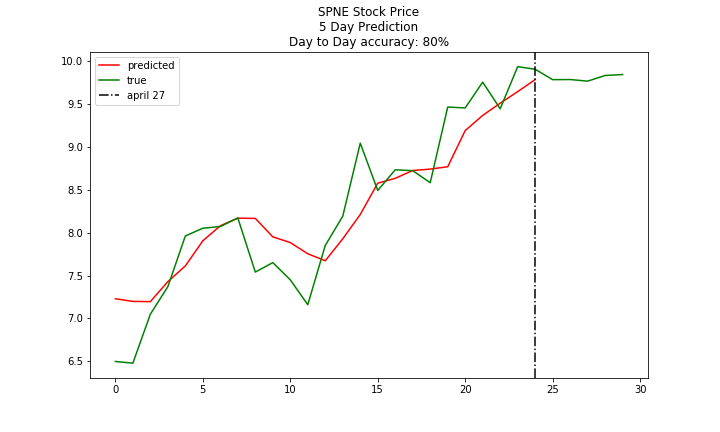 SPNE Stock Price
5 Day Prediction
Day to Day accuracy: 80%
predicted
true
april 27
10.0
9.5
9.0
8.5
8.0
7.5
7.0
6.5
0 5 10 15 20 25 30